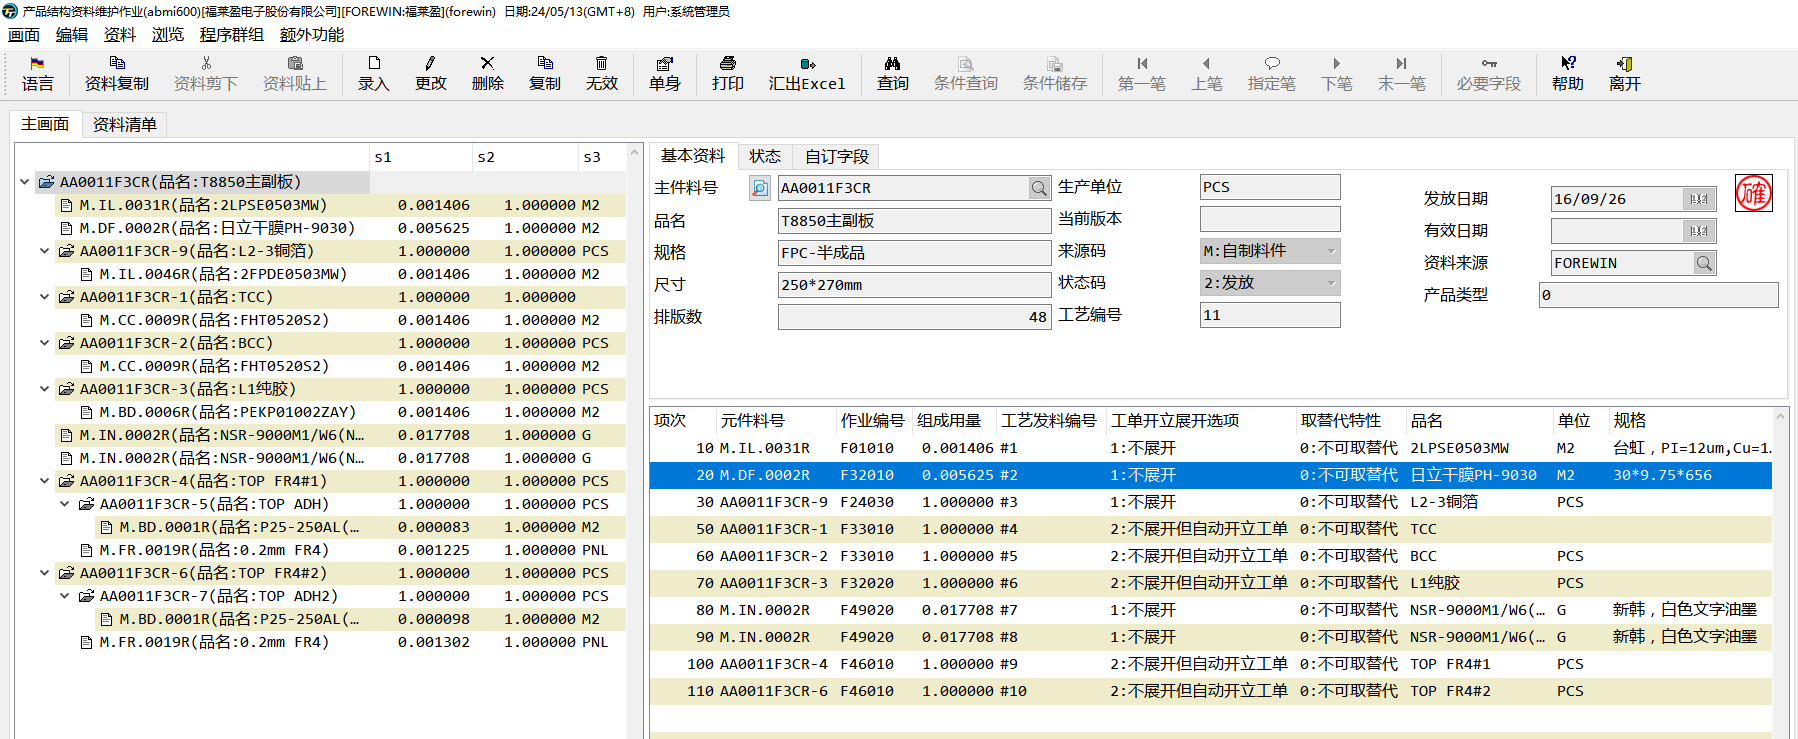 产品结构资料维护作业(abmi600)[福莱盈电子股份有限公司][FOREWIN:福莱盈](forewin) 日期:24/05/13(GMT+8) 用户:系统管理员
画面 编辑 资料 浏览 程序群组 额外功能
语言 资料复制 资料剪下 资料贴上 录入 更改 删除 复制 无效 单身 打印 汇出Excel 查询 条件查询 条件储存 第一笔 上笔 指定笔 下笔 末一笔 必要字段 帮助 离开
主画面 资料清单
s1 s2 s3
AA0011F3CR(品名:T8850主副板)
M.IL.0031R(品名:2LPSE0503MW) 0.001406 1.000000 M2
M.DF.0002R(品名:日立干膜PH-9030) 0.005625 1.000000 M2
AA0011F3CR-9(品名:L2-3铜箔) 1.000000 1.000000 PCS
M.IL.0046R(品名:2FPDE0503MW) 0.001406 1.000000 M2
AA0011F3CR-1(品名:TCC) 1.000000 1.000000
M.CC.0009R(品名:FHT0520S2) 0.001406 1.000000 M2
AA0011F3CR-2(品名:BCC) 1.000000 1.000000 PCS
M.CC.0009R(品名:FHT0520S2) 0.001406 1.000000 M2
AA0011F3CR-3(品名:L1纯胶) 1.000000 1.000000 PCS
M.BD.0006R(品名:PEKP01002ZAY) 0.001406 1.000000 M2
M.IN.0002R(品名:NSR-9000M1/W6(N... 0.017708 1.000000 G
M.IN.0002R(品名:NSR-9000M1/W6(N... 0.017708 1.000000 G
AA0011F3CR-4(品名:TOP FR4#1) 1.000000 1.000000 PCS
AA0011F3CR-5(品名:TOP ADH) 1.000000 1.000000 PCS
M.BD.0001R(品名:P25-250AL(... 0.000083 1.000000 M2
M.FR.0019R(品名:0.2mm FR4) 0.001225 1.000000 PNL
AA0011F3CR-6(品名:TOP FR4#2) 1.000000 1.000000 PCS
AA0011F3CR-7(品名:TOP ADH2) 1.000000 1.000000 PCS
M.BD.0001R(品名:P25-250AL(... 0.000098 1.000000 M2
M.FR.0019R(品名:0.2mm FR4) 0.001302 1.000000 PNL
基本资料 状态 自订字段
主件料号 AA0011F3CR 生产单位 PCS 发放日期 16/09/26 確
品名 T8850主副板 当前版本 有效日期
规格 FPC-半成品 来源码 M:自制料件 资料来源 FOREWIN
尺寸 250*270mm 状态码 2:发放 产品类型 0
排版数 48 工艺编号 11
项次 元件料号 作业编号 组成用量 工艺发料编号 工单开立展开选项 取替代特性 品名 单位 规格
10 M.IL.0031R F01010 0.001406 #1 1:不展开 0:不可取替代 2LPSE0503MW M2 台虹，PI=12um,Cu=1.
20 M.DF.0002R F32010 0.005625 #2 1:不展开 0:不可取替代 日立干膜PH-9030 M2 30*9.75*656
30 AA0011F3CR-9 F24030 1.000000 #3 1:不展开 0:不可取替代 L2-3铜箔 PCS
50 AA0011F3CR-1 F33010 1.000000 #4 2:不展开但自动开立工单 0:不可取替代 TCC
60 AA0011F3CR-2 F33010 1.000000 #5 2:不展开但自动开立工单 0:不可取替代 BCC PCS
70 AA0011F3CR-3 F32020 1.000000 #6 2:不展开但自动开立工单 0:不可取替代 L1纯胶 PCS
80 M.IN.0002R F49020 0.017708 #7 1:不展开 0:不可取替代 NSR-9000M1/W6(... G 新韩，白色文字油墨
90 M.IN.0002R F49020 0.017708 #8 1:不展开 0:不可取替代 NSR-9000M1/W6(... G 新韩，白色文字油墨
100 AA0011F3CR-4 F46010 1.000000 #9 2:不展开但自动开立工单 0:不可取替代 TOP FR4#1 PCS
110 AA0011F3CR-6 F46010 1.000000 #10 2:不展开但自动开立工单 0:不可取替代 TOP FR4#2 PCS